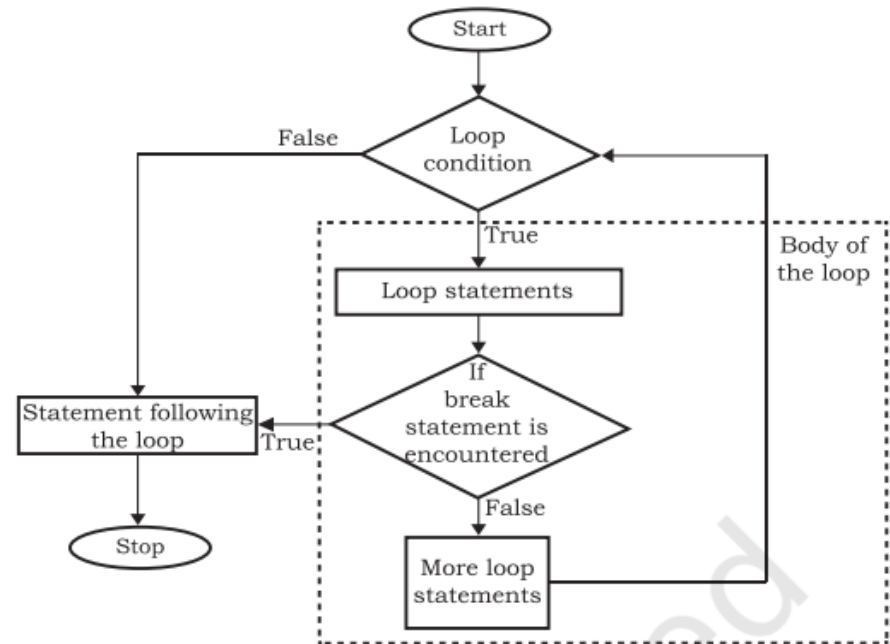 Start
Loop
condition
False
True
Body of
the loop
Loop statements
If
break
statement is
encountered
True
Statement following
the loop
False
Stop
More loop
statements